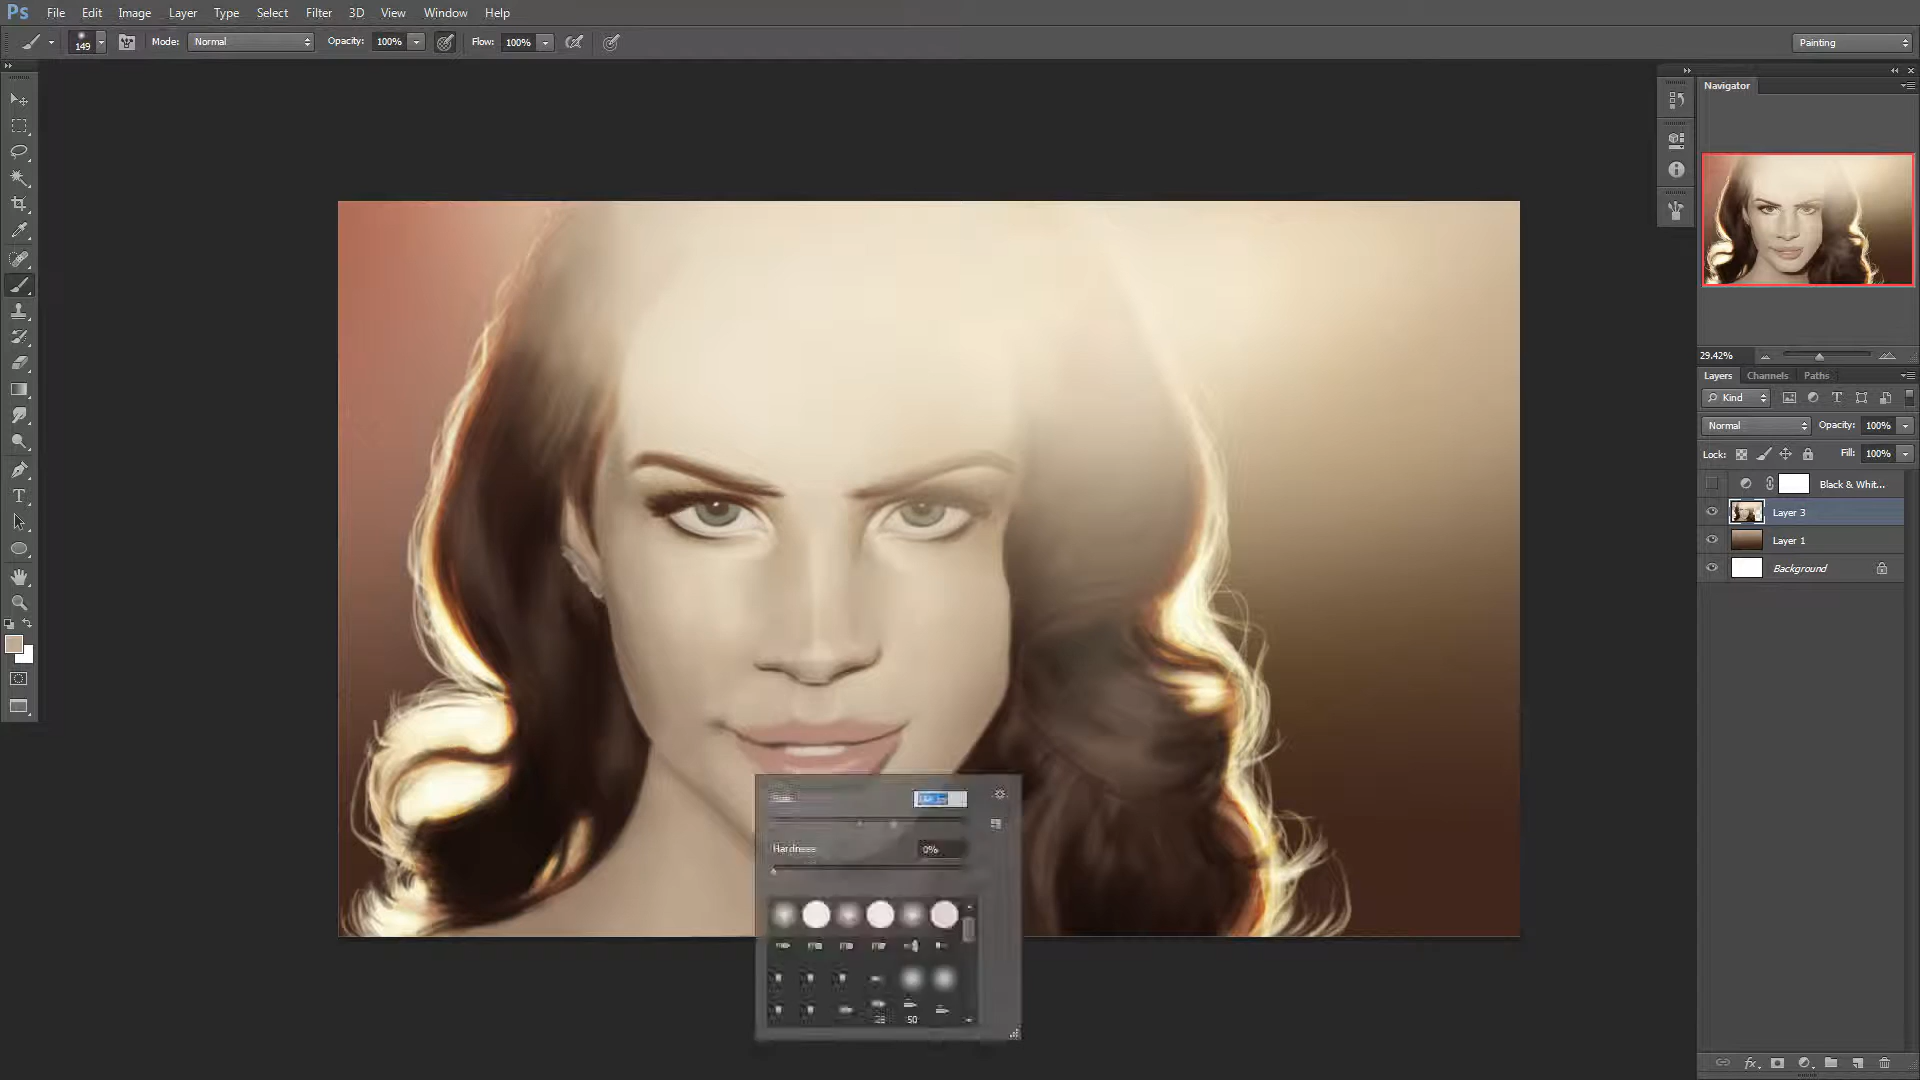 Ps File Edit Image Layer Type Select Filter 3D View Window Help
149 Mode: Normal Opacity: 100% Flow: 100% Painting
Navigator
29.42%
Layers Channels Paths
Kind
Normal Opacity: 100%
Lock: Fill: 100%
Black & Whit...
Layer 3
Layer 1
Background
Hardness 0%
50